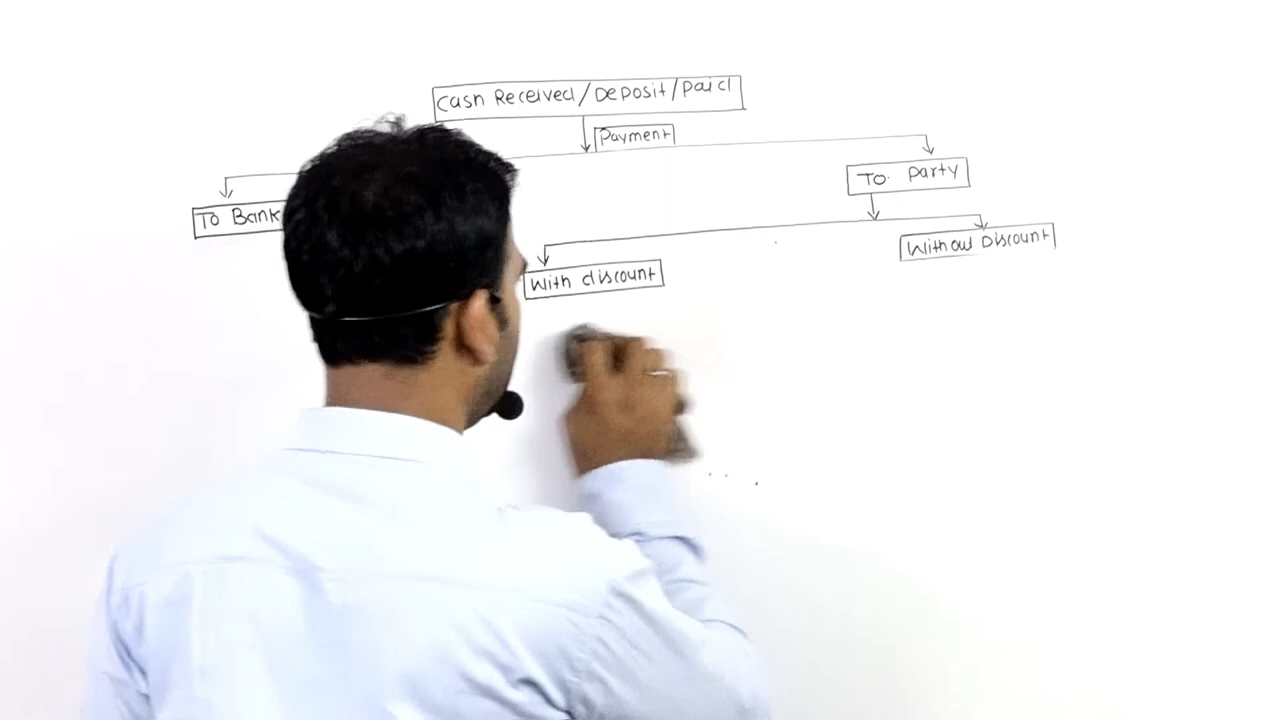 Cash Received/Deposit/paid
Payment
To party
To Bank
Without Discount
With discount